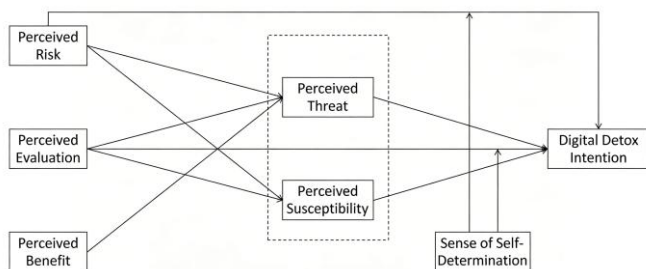 Perceived
Risk
Perceived
Threat
Perceived
Evaluation
Digital Detox
Intention
Perceived
Susceptibility
Perceived
Benefit
Sense of Self-
Determination